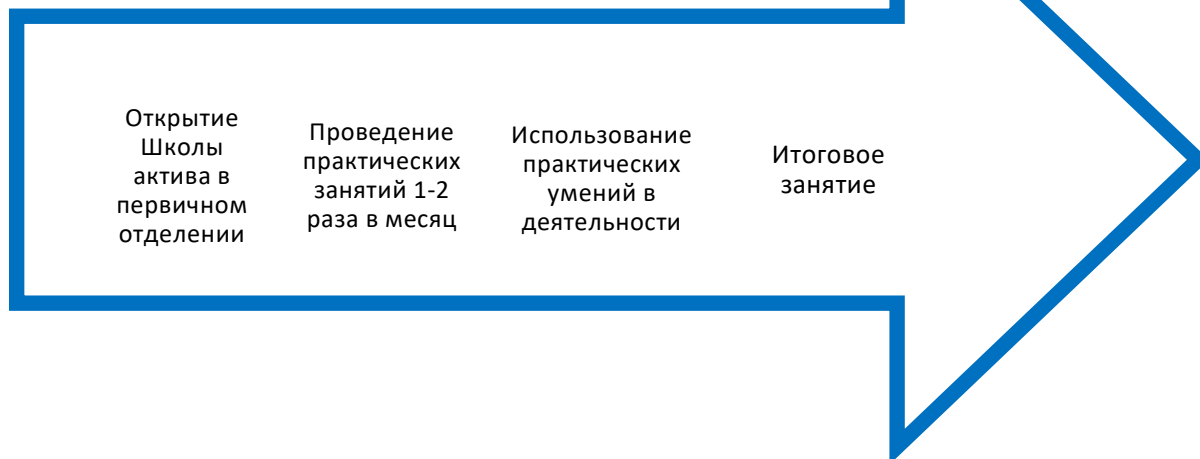 Открытие
Школы
актива в
первичном
отделении
Проведение
практических
занятий 1-2
раза в месяц
Использование
практических
умений в
деятельности
Итоговое
занятие